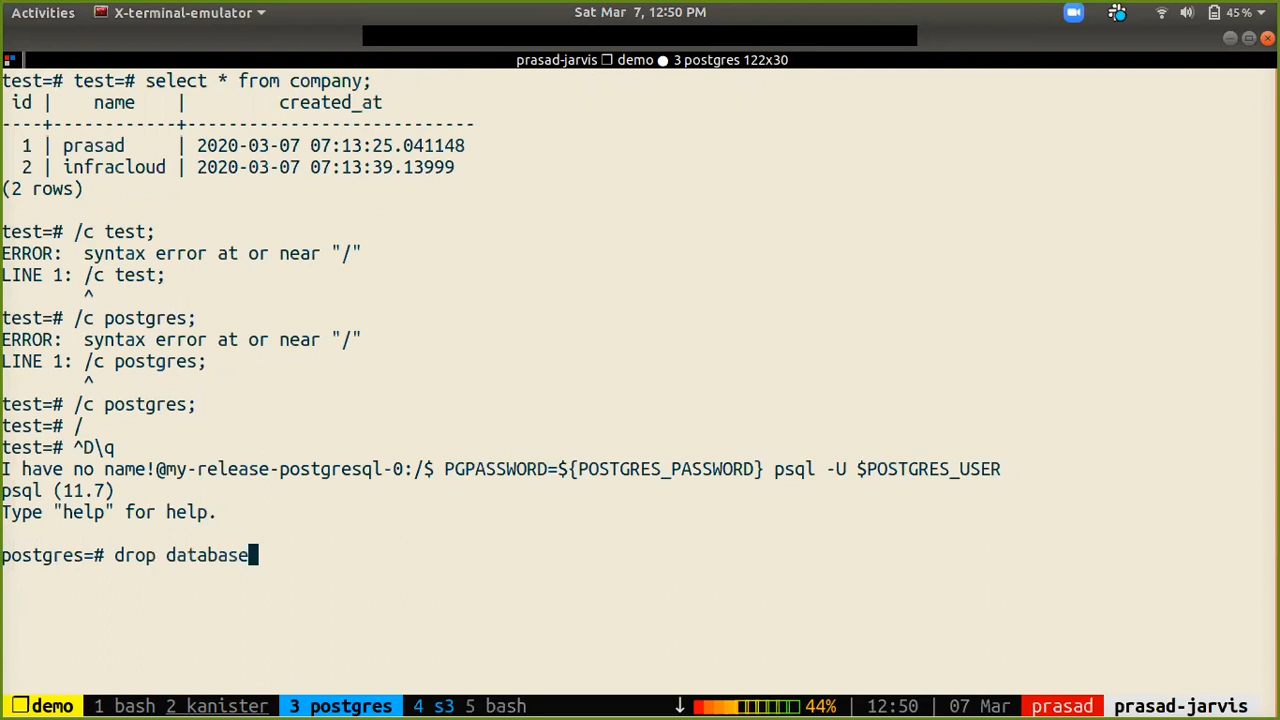 Activities X-terminal-emulator Sat Mar 7, 12:50 PM 45%
prasad-jarvis ❐ demo ● 3 postgres 122x30
test=# test=# select * from company;
 id |    name    |         created_at
----+------------+---------------------------
  1 | prasad     | 2020-03-07 07:13:25.041148
  2 | infracloud | 2020-03-07 07:13:39.13999
(2 rows)
test=# /c test;
ERROR:  syntax error at or near "/"
LINE 1: /c test;
        ^
test=# /c postgres;
ERROR:  syntax error at or near "/"
LINE 1: /c postgres;
        ^
test=# /c postgres;
test=# /
test=# ^D\q
I have no name!@my-release-postgresql-0:/$ PGPASSWORD=${POSTGRES_PASSWORD} psql -U $POSTGRES_USER
psql (11.7)
Type "help" for help.
postgres=# drop database
❐ demo 1 bash 2 kanister 3 postgres 4 s3 5 bash ↓ 44% 12:50 07 Mar prasad prasad-jarvis